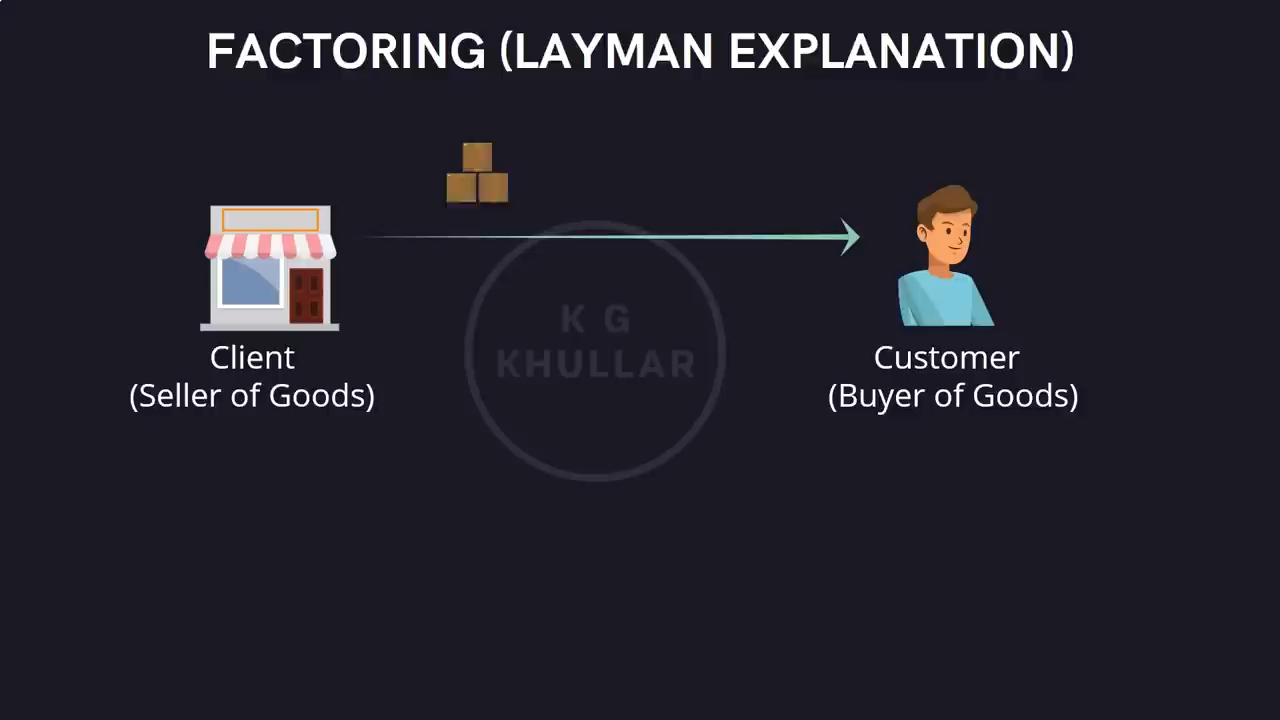 FACTORING (LAYMAN EXPLANATION)
K G
KHULLAR
Client
(Seller of Goods)
Customer
(Buyer of Goods)